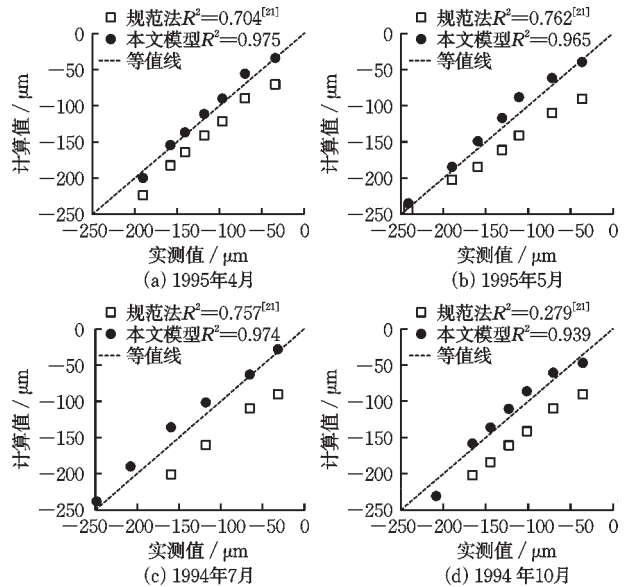 规范法R²=0.704[21]
本文模型R²=0.975
等值线
0
−50
−100
−150
−200
−250
计算值 / μm
−250 −200 −150 −100 −50 0
实测值 / μm
(a) 1995年4月
规范法R²=0.762[21]
本文模型R²=0.965
等值线
0
−50
−100
−150
−200
−250
计算值 / μm
−250 −200 −150 −100 −50 0
实测值 / μm
(b) 1995年5月
规范法R²=0.757[21]
本文模型R²=0.974
等值线
0
−50
−100
−150
−200
−250
计算值 / μm
−250 −200 −150 −100 −50 0
实测值 / μm
(c) 1994年7月
规范法R²=0.279[21]
本文模型R²=0.939
等值线
0
−50
−100
−150
−200
−250
计算值 / μm
−250 −200 −150 −100 −50 0
实测值 / μm
(d) 1994 年10月